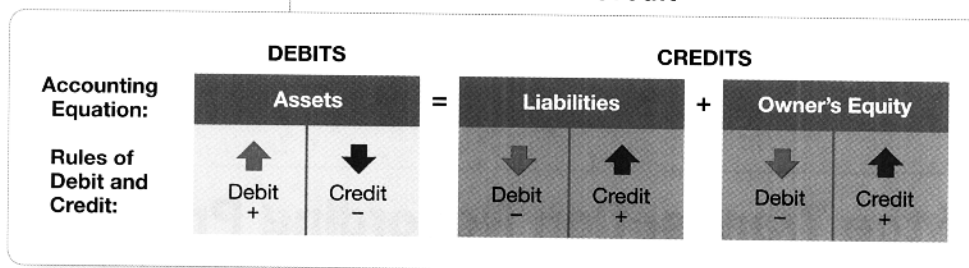 DEBITS
CREDITS
Accounting
Equation:
Assets = Liabilities + Owner's Equity
Rules of
Debit and
Credit:
Debit Credit Debit Credit Debit Credit
+ − − + − +